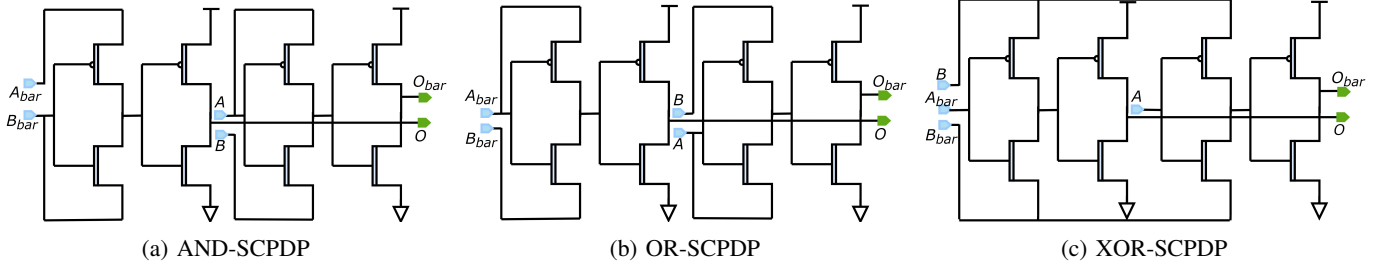 A_bar
B_bar
A
B
O_bar
O
(a) AND-SCPDP
A_bar
B_bar
B
A
O_bar
O
(b) OR-SCPDP
B
A_bar
B_bar
A
O_bar
O
(c) XOR-SCPDP